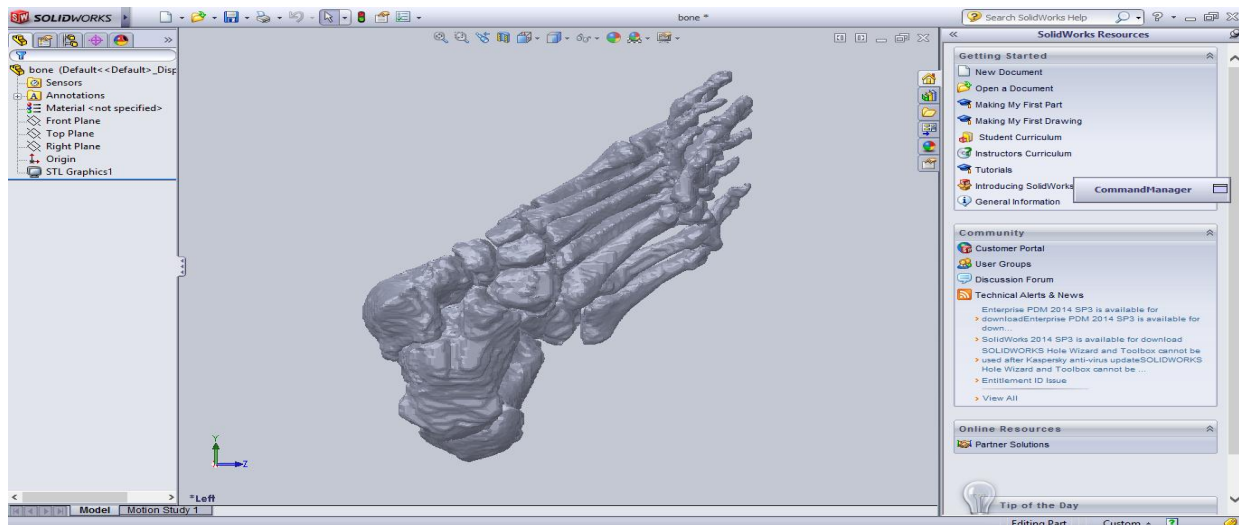 SOLIDWORKS
bone *
Search SolidWorks Help
bone (Default<<Default>_Disp
Sensors
Annotations
Material <not specified>
Front Plane
Top Plane
Right Plane
Origin
STL Graphics1
Y
Z
*Left
Model
Motion Study 1
SolidWorks Resources
Getting Started
New Document
Open a Document
Making My First Part
Making My First Drawing
Student Curriculum
Instructors Curriculum
Tutorials
Introducing SolidWorks
CommandManager
General Information
Community
Customer Portal
User Groups
Discussion Forum
Technical Alerts & News
Enterprise PDM 2014 SP3 is available for
downloadEnterprise PDM 2014 SP3 is available for
down...
SolidWorks 2014 SP3 is available for download
SOLIDWORKS Hole Wizard and Toolbox cannot be
used after Kaspersky anti-virus updateSOLIDWORKS
Hole Wizard and Toolbox cannot be ...
Entitlement ID Issue
View All
Online Resources
Partner Solutions
Tip of the Day
Editing Part
Custom